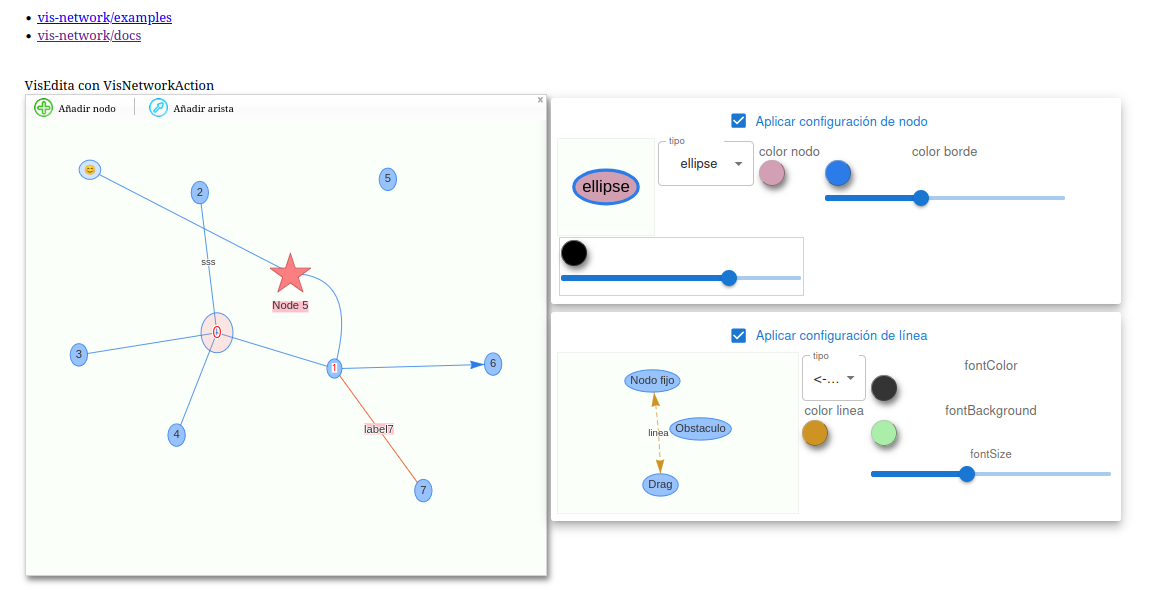 vis-network/examples
vis-network/docs
VisEdita con VisNetworkAction
Añadir nodo
Añadir arista
x
2
5
sss
Node 5
3
1
6
4
label7
7
Aplicar configuración de nodo
tipo
ellipse
ellipse
color nodo
color borde
Aplicar configuración de línea
Nodo fijo
Obstaculo
linea
Drag
tipo
<-...
fontColor
color linea
fontBackground
fontSize